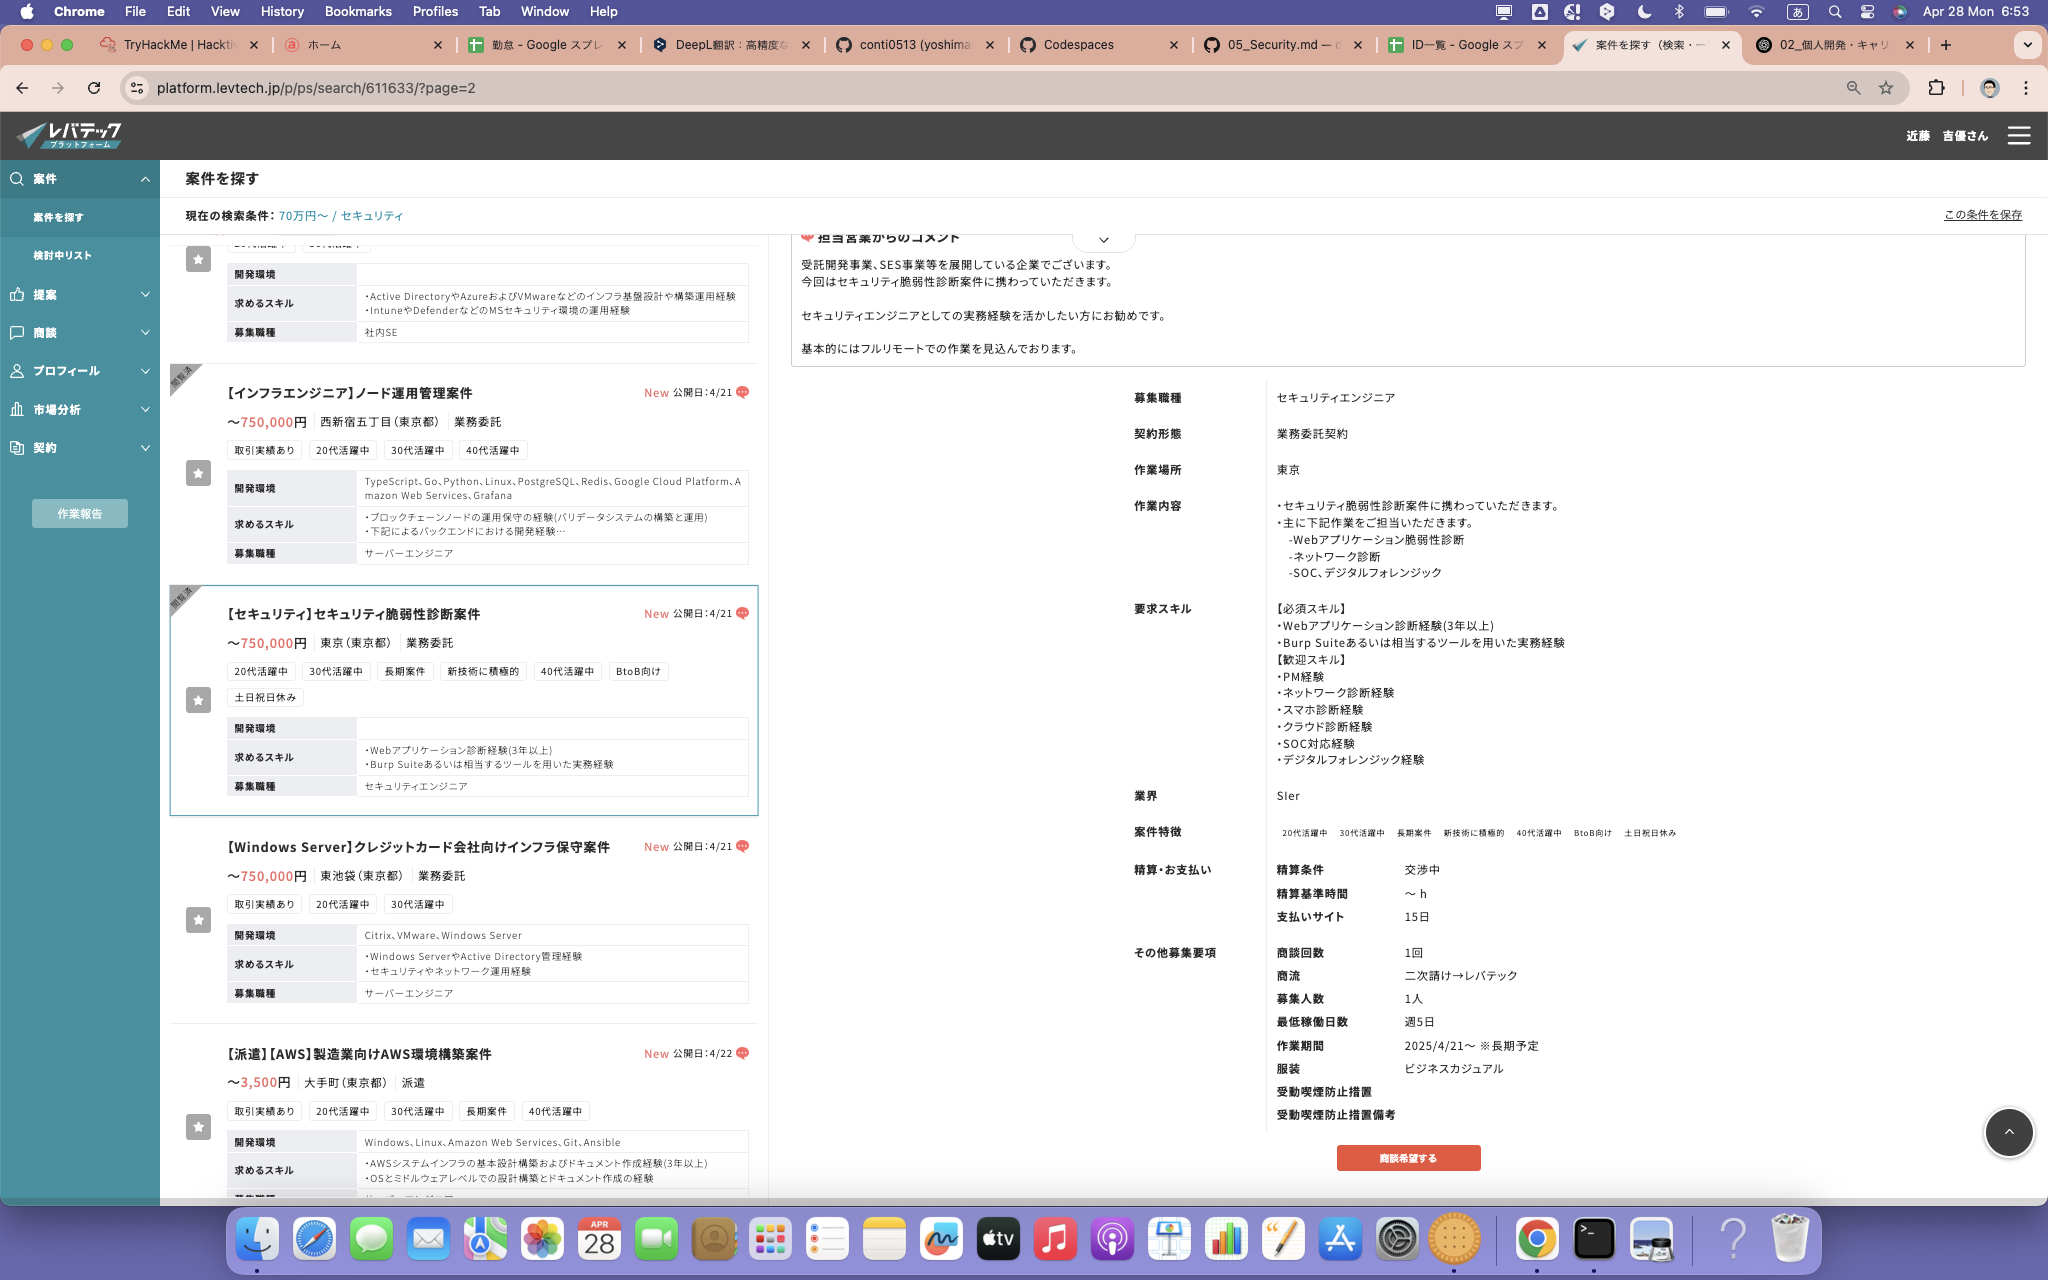 Chrome File Edit View History Bookmarks Profiles Tab Window Help
あ
Apr 28 Mon 6:53
TryHackMe | Hackti
ホーム
勤怠 - Google スプレ
DeepL翻訳：高精度な
conti0513 (yoshima
Codespaces
05_Security.md — c
ID一覧 - Google スプ
案件を探す（検索・一
02_個人開発・キャリ
platform.levtech.jp/p/ps/search/611633/?page=2
レバテック
プラットフォーム
近藤 吉優さん
案件
案件を探す
検討中リスト
提案
商談
プロフィール
市場分析
契約
作業報告
案件を探す
現在の検索条件： 70万円〜 / セキュリティ
この条件を保存
開発環境
求めるスキル
・Active DirectoryやAzureおよびVMwareなどのインフラ基盤設計や構築運用経験
・IntuneやDefenderなどのMSセキュリティ環境の運用経験
募集職種 社内SE
閲覧済
【インフラエンジニア】ノード運用管理案件
New 公開日：4/21
〜750,000円 西新宿五丁目（東京都） 業務委託
取引実績あり 20代活躍中 30代活躍中 40代活躍中
開発環境
TypeScript、Go、Python、Linux、PostgreSQL、Redis、Google Cloud Platform、A
mazon Web Services、Grafana
求めるスキル
・ブロックチェーンノードの運用保守の経験(バリデータシステムの構築と運用)
・下記によるバックエンドにおける開発経験…
募集職種 サーバーエンジニア
閲覧済
【セキュリティ】セキュリティ脆弱性診断案件
New 公開日：4/21
〜750,000円 東京（東京都） 業務委託
20代活躍中 30代活躍中 長期案件 新技術に積極的 40代活躍中 BtoB向け
土日祝日休み
開発環境
求めるスキル
・Webアプリケーション診断経験(3年以上)
・Burp Suiteあるいは相当するツールを用いた実務経験
募集職種 セキュリティエンジニア
【Windows Server】クレジットカード会社向けインフラ保守案件
New 公開日：4/21
〜750,000円 東池袋（東京都） 業務委託
取引実績あり 20代活躍中 30代活躍中
開発環境 Citrix、VMware、Windows Server
求めるスキル
・Windows ServerやActive Directory管理経験
・セキュリティやネットワーク運用経験
募集職種 サーバーエンジニア
【派遣】【AWS】製造業向けAWS環境構築案件
New 公開日：4/22
〜3,500円 大手町（東京都） 派遣
取引実績あり 20代活躍中 30代活躍中 長期案件 40代活躍中
開発環境 Windows、Linux、Amazon Web Services、Git、Ansible
求めるスキル
・AWSシステムインフラの基本設計構築およびドキュメント作成経験(3年以上)
・OSとミドルウェアレベルでの設計構築とドキュメント作成の経験
担当営業からのコメント
受託開発事業、SES事業等を展開している企業でございます。
今回はセキュリティ脆弱性診断案件に携わっていただきます。
セキュリティエンジニアとしての実務経験を活かしたい方にお勧めです。
基本的にはフルリモートでの作業を見込んでおります。
募集職種 セキュリティエンジニア
契約形態 業務委託契約
作業場所 東京
作業内容 ・セキュリティ脆弱性診断案件に携わっていただきます。
・主に下記作業をご担当いただきます。
-Webアプリケーション脆弱性診断
-ネットワーク診断
-SOC、デジタルフォレンジック
要求スキル 【必須スキル】
・Webアプリケーション診断経験(3年以上)
・Burp Suiteあるいは相当するツールを用いた実務経験
【歓迎スキル】
・PM経験
・ネットワーク診断経験
・スマホ診断経験
・クラウド診断経験
・SOC対応経験
・デジタルフォレンジック経験
業界 SIer
案件特徴 20代活躍中 30代活躍中 長期案件 新技術に積極的 40代活躍中 BtoB向け 土日祝日休み
精算・お支払い 精算条件 交渉中
精算基準時間 〜 h
支払いサイト 15日
その他募集要項 商談回数 1回
商流 二次請け→レバテック
募集人数 1人
最低稼働日数 週5日
作業期間 2025/4/21〜 ※長期予定
服装 ビジネスカジュアル
受動喫煙防止措置
受動喫煙防止措置備考
商談希望する
APR
28
tv